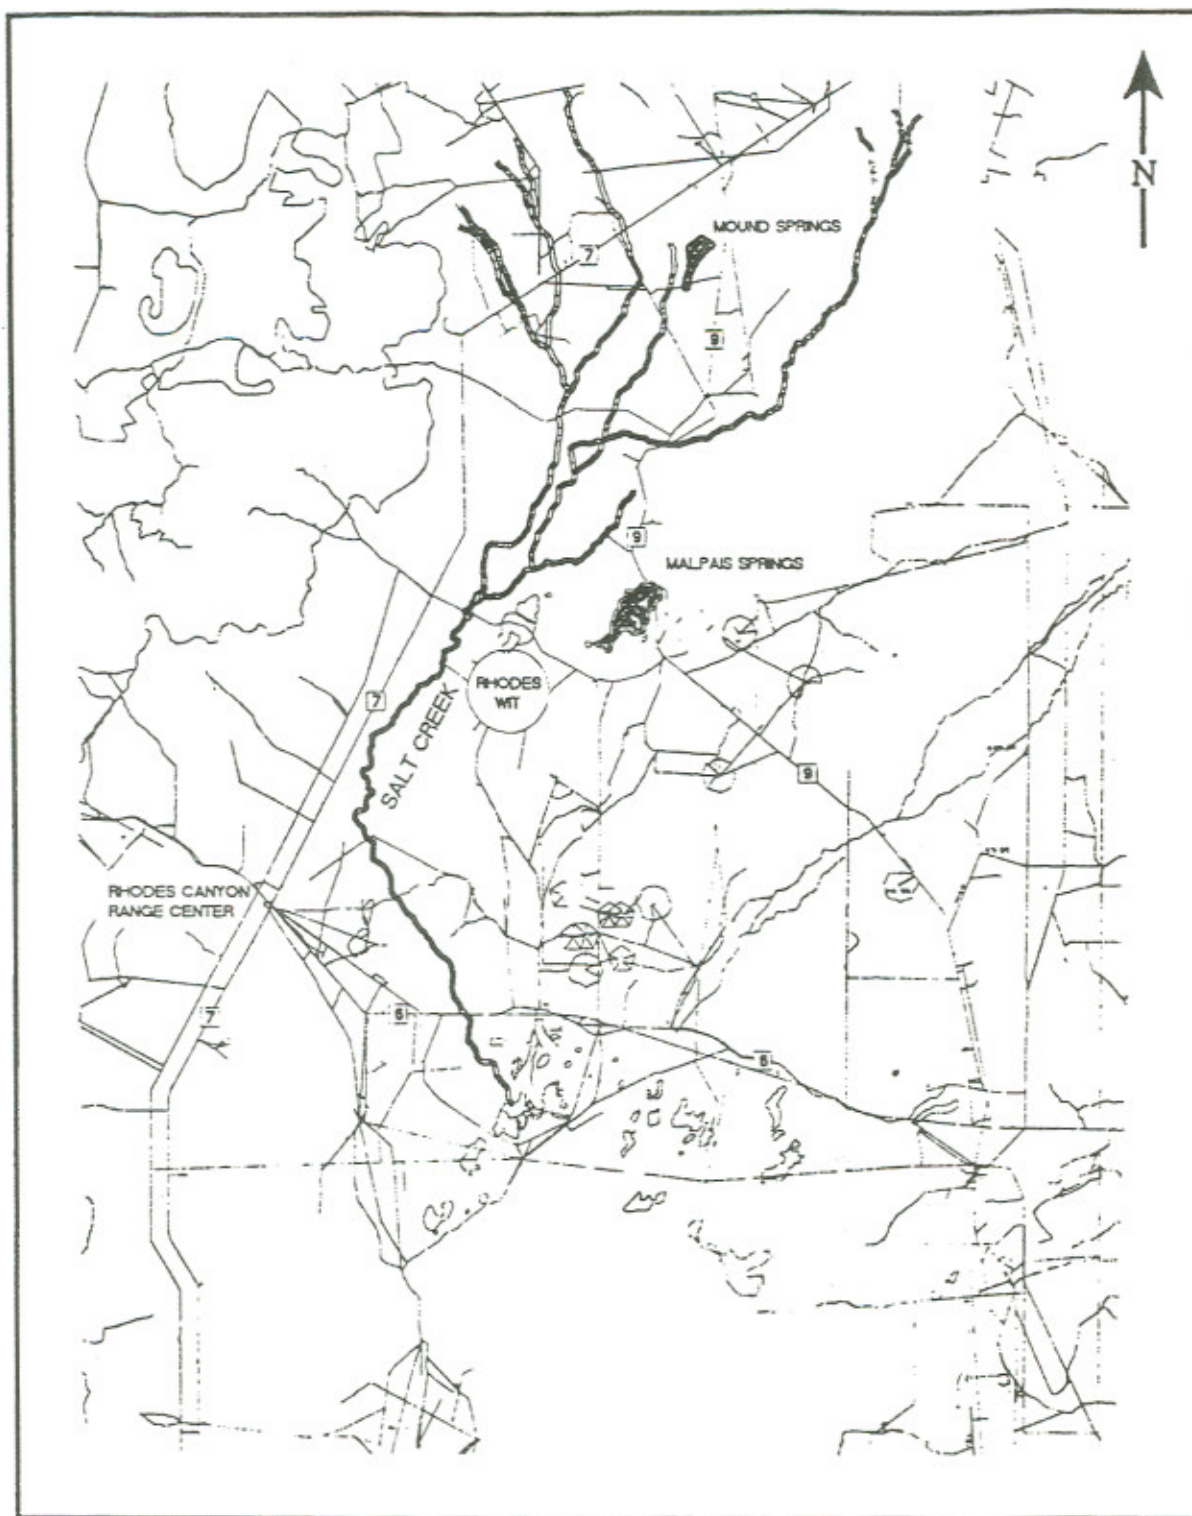 N
MOUND SPRINGS
7
9
9
MALPAIS SPRINGS
RHODES
WIT
7
SALT CREEK
9
RHODES CANYON
RANGE CENTER
7
6
6